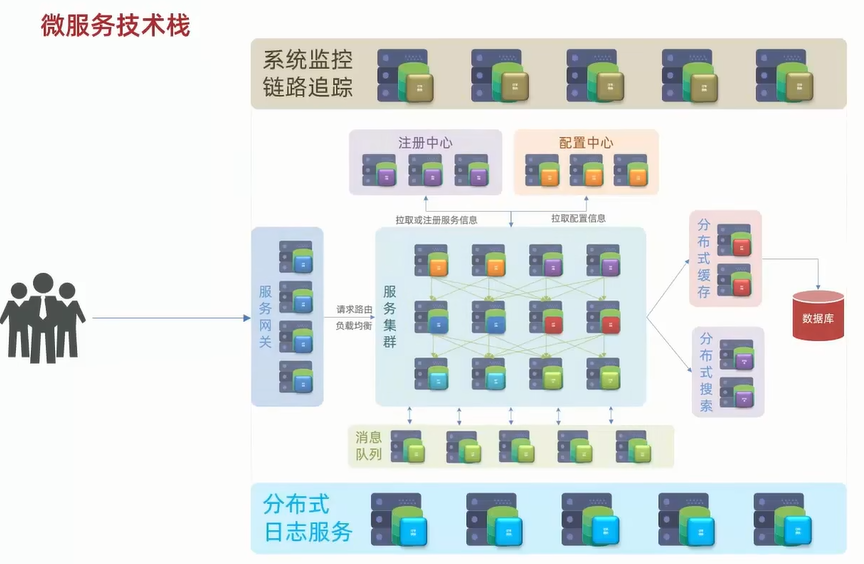 微服务技术栈
系统监控
链路追踪
注册中心
配置中心
拉取或注册服务信息
拉取配置信息
服务网关
请求路由
负载均衡
服务集群
分布式缓存
数据库
分布式搜索
消息
队列
分布式
日志服务